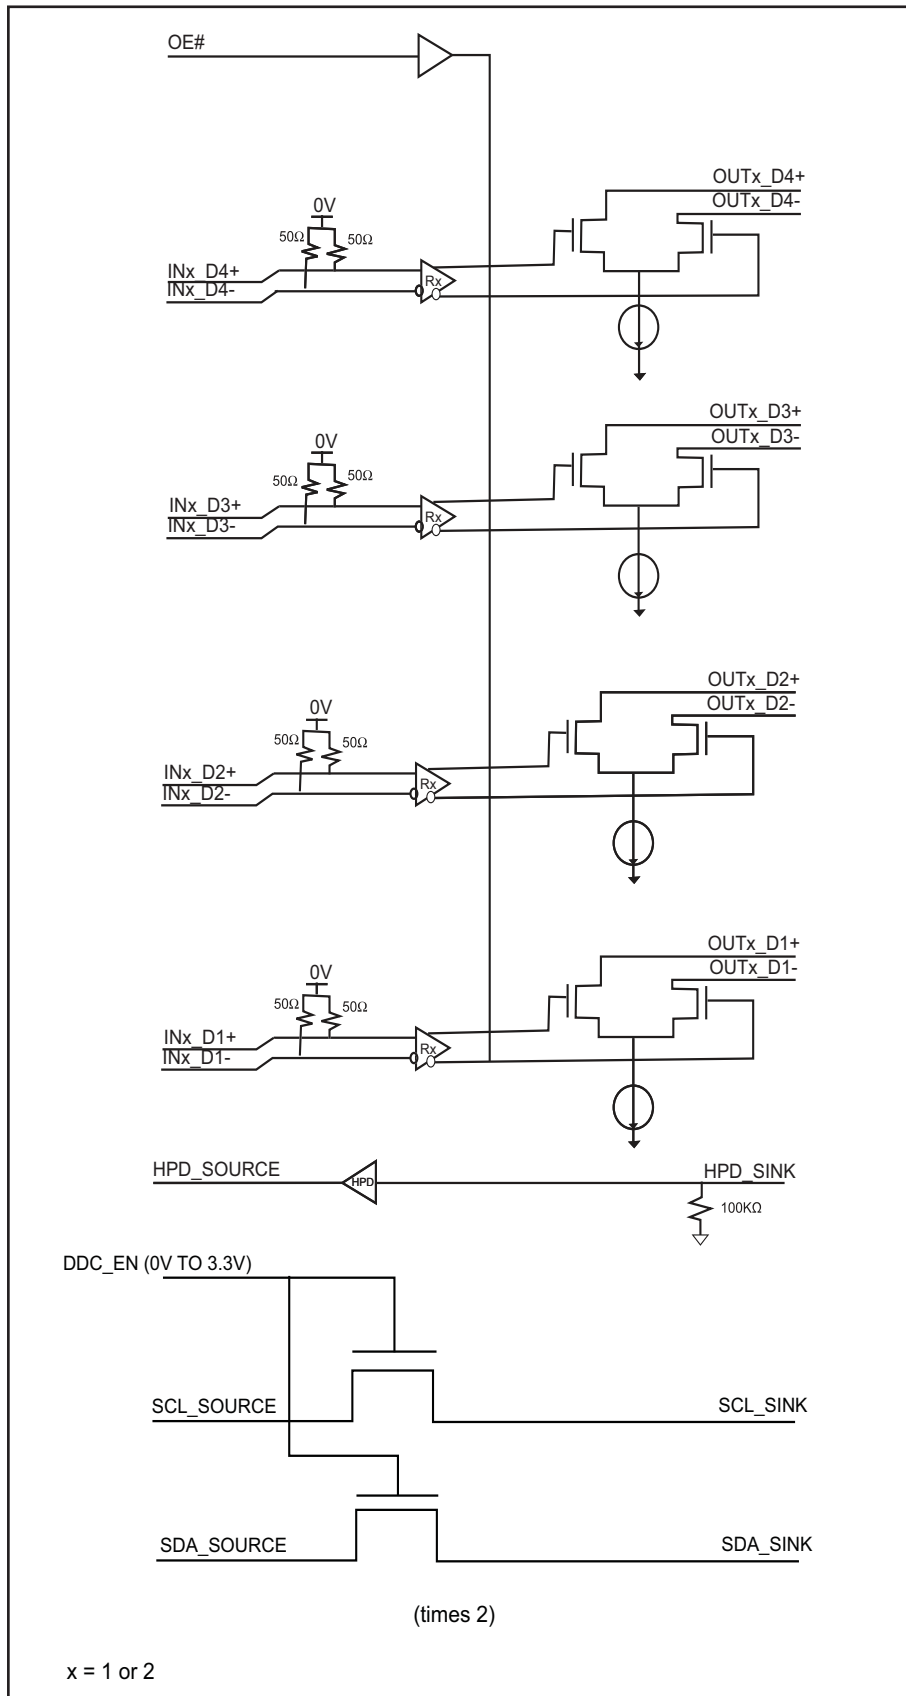 OE#
OUTx_D4+
OUTx_D4-
0V
50Ω 50Ω
INx_D4+
INx_D4-
Rx
OUTx_D3+
OUTx_D3-
0V
50Ω 50Ω
INx_D3+
INx_D3-
Rx
OUTx_D2+
OUTx_D2-
0V
50Ω 50Ω
INx_D2+
INx_D2-
Rx
OUTx_D1+
OUTx_D1-
0V
50Ω 50Ω
INx_D1+
INx_D1-
Rx
HPD_SOURCE HPD HPD_SINK
100KΩ
DDC_EN (0V TO 3.3V)
SCL_SOURCE SCL_SINK
SDA_SOURCE SDA_SINK
(times 2)
x = 1 or 2